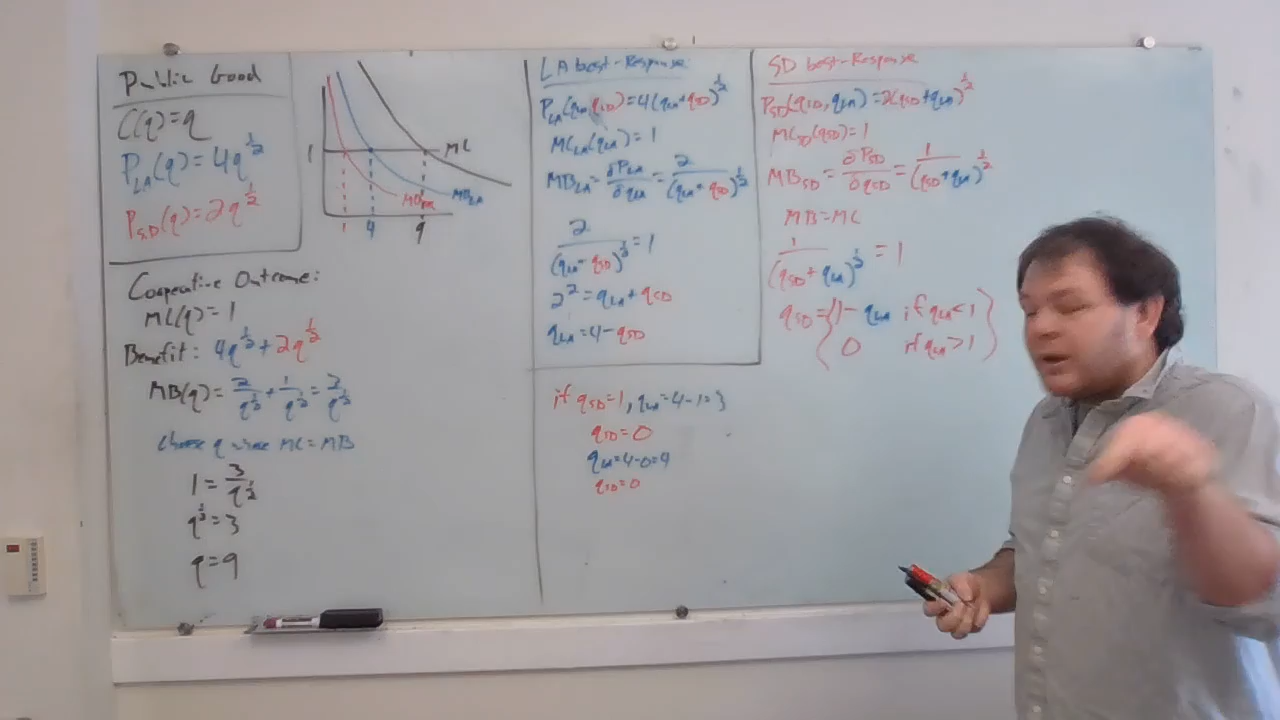 Public Good
C(q)=q
P_LA(q)=4q^½
P_SD(q)=2q^½
1
MC
MB_LA
1 4 9
Cooperative Outcome:
MC(q)=1
Benefit: 4q^½+2q^½
MB(q)=2/q^½+1/q^½=3/q^½
choose q where MC=MB
1=3/q^½
q^½=3
q=9
LA best-Response
P_LA(q_LA,q_SD)=4(q_LA+q_SD)^½
MC_LA(q_LA)=1
MB_LA=∂P_LA/∂q_LA=2/(q_LA+q_SD)^½
2/(q_LA+q_SD)^½=1
2²=q_LA+q_SD
q_LA=4-q_SD
if q_SD=1, q_LA=4-1=3
q_SD=0
q_LA=4-0=4
q_SD=0
SD best-Response
P_SD(q_SD,q_LA)=2(q_SD+q_LA)^½
MC_SD(q_SD)=1
MB_SD=∂P_SD/∂q_SD=1/(q_SD+q_LA)^½
MB=MC
1/(q_SD+q_LA)^½=1
q_SD={1-q_LA if q_LA<1
0 if q_LA>1}